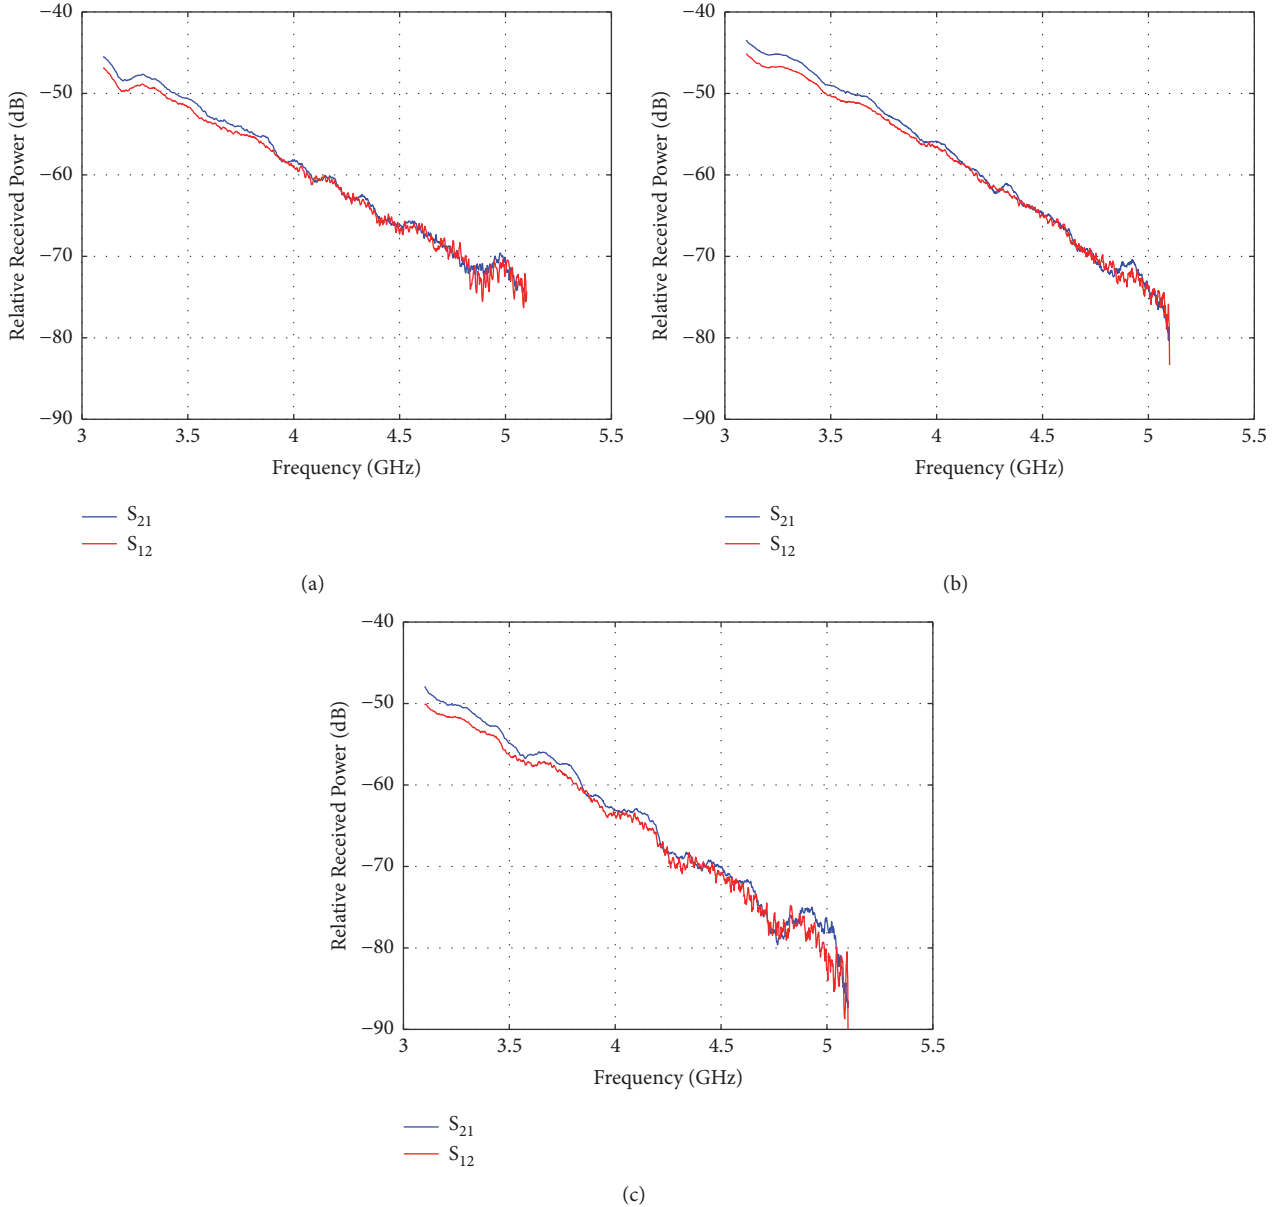 −40
−50
−60
−70
−80
−90
Relative Received Power (dB)
3 3.5 4 4.5 5 5.5
Frequency (GHz)
S21
S12
(a)
−40
−50
−60
−70
−80
−90
Relative Received Power (dB)
3 3.5 4 4.5 5 5.5
Frequency (GHz)
S21
S12
(b)
−40
−50
−60
−70
−80
−90
Relative Received Power (dB)
3 3.5 4 4.5 5 5.5
Frequency (GHz)
S21
S12
(c)